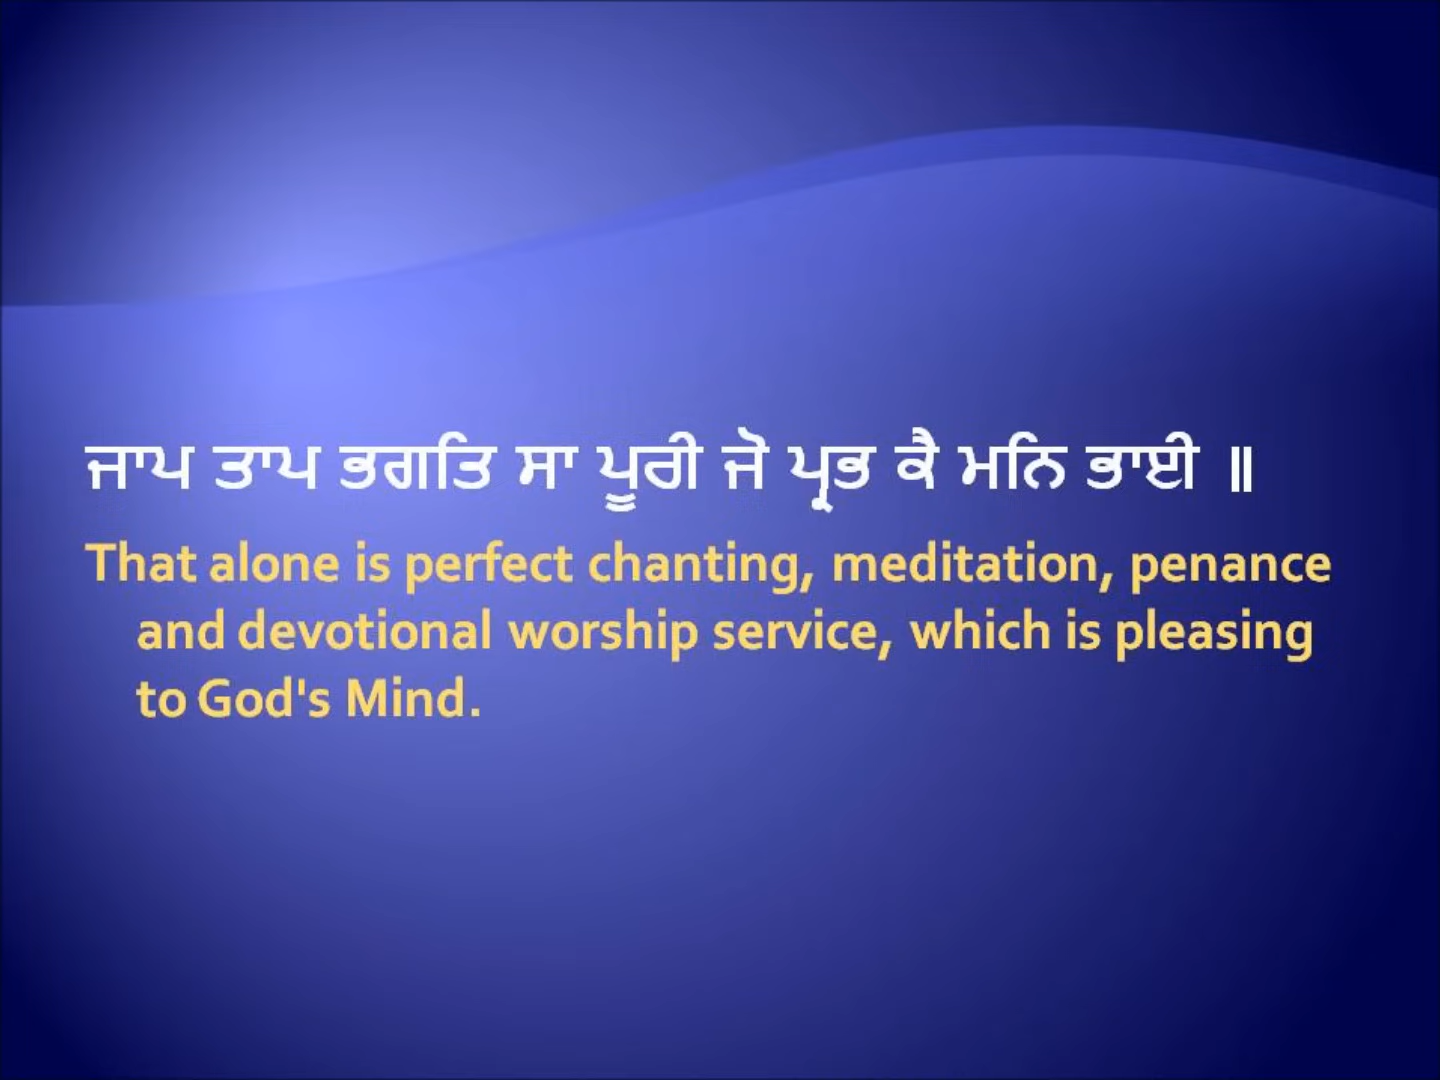 ਜਾਪ ਤਾਪ ਭਗਤਿ ਸਾ ਪੂਰੀ ਜੋ ਪ੍ਰਭ ਕੈ ਮਨਿ ਭਾਈ ॥
That alone is perfect chanting, meditation, penance
and devotional worship service, which is pleasing
to God's Mind.